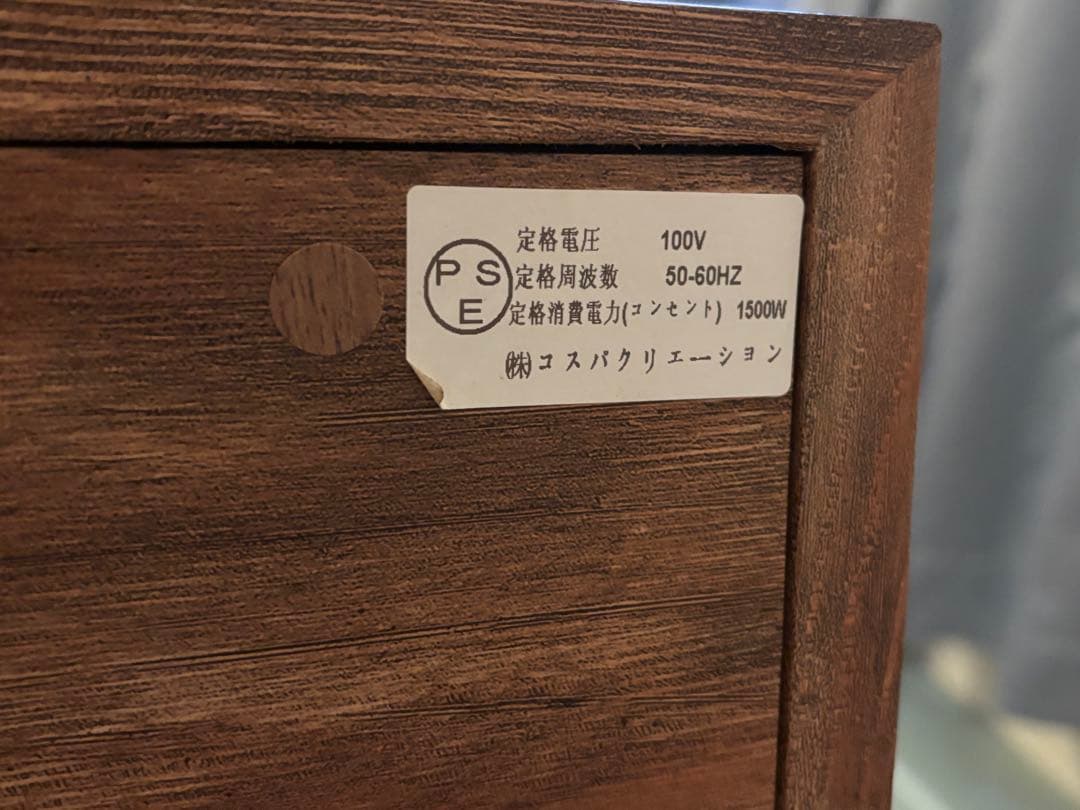 PSE
定格電圧 100V
定格周波数 50-60HZ
定格消費電力(コンセント) 1500W
㈱コスパクリエーション